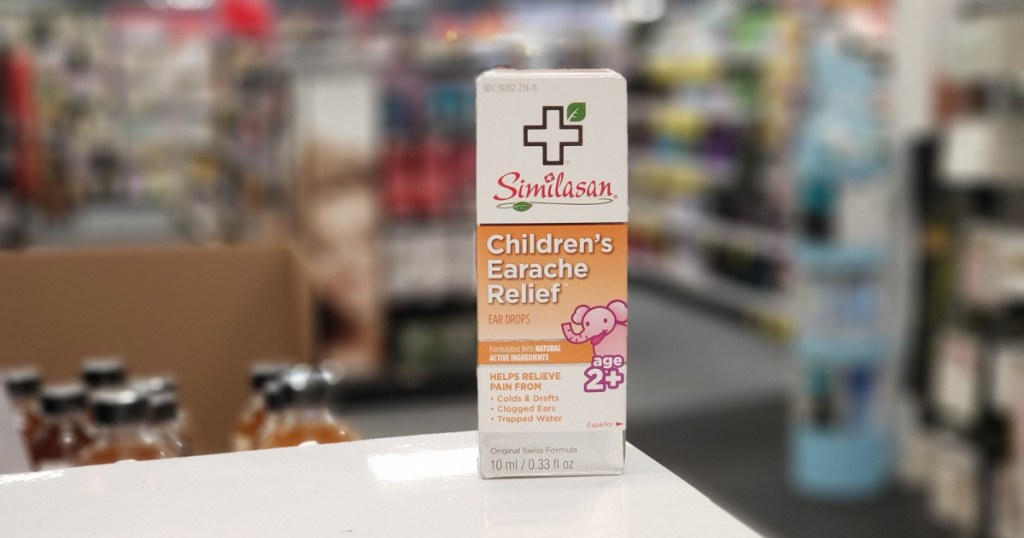 Similasan®
Children's
Earache
Relief™
EAR DROPS
Formulated With NATURAL
ACTIVE INGREDIENTS
age
2+
HELPS RELIEVE
PAIN FROM
• Colds & Drafts
• Clogged Ears
• Trapped Water
Español ►
Original Swiss Formula
10 ml / 0.33 fl oz